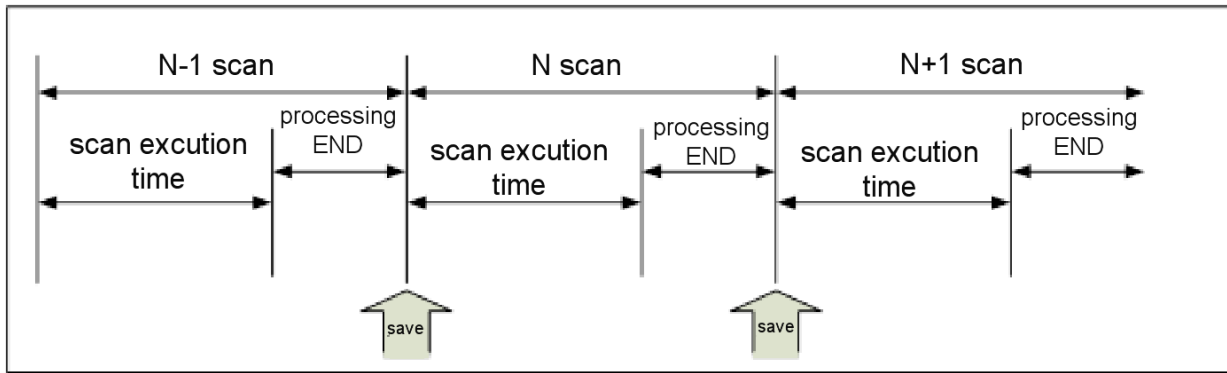 N-1 scan
N scan
N+1 scan
processing
END
processing
END
processing
END
scan excution
time
scan excution
time
scan excution
time
save
save